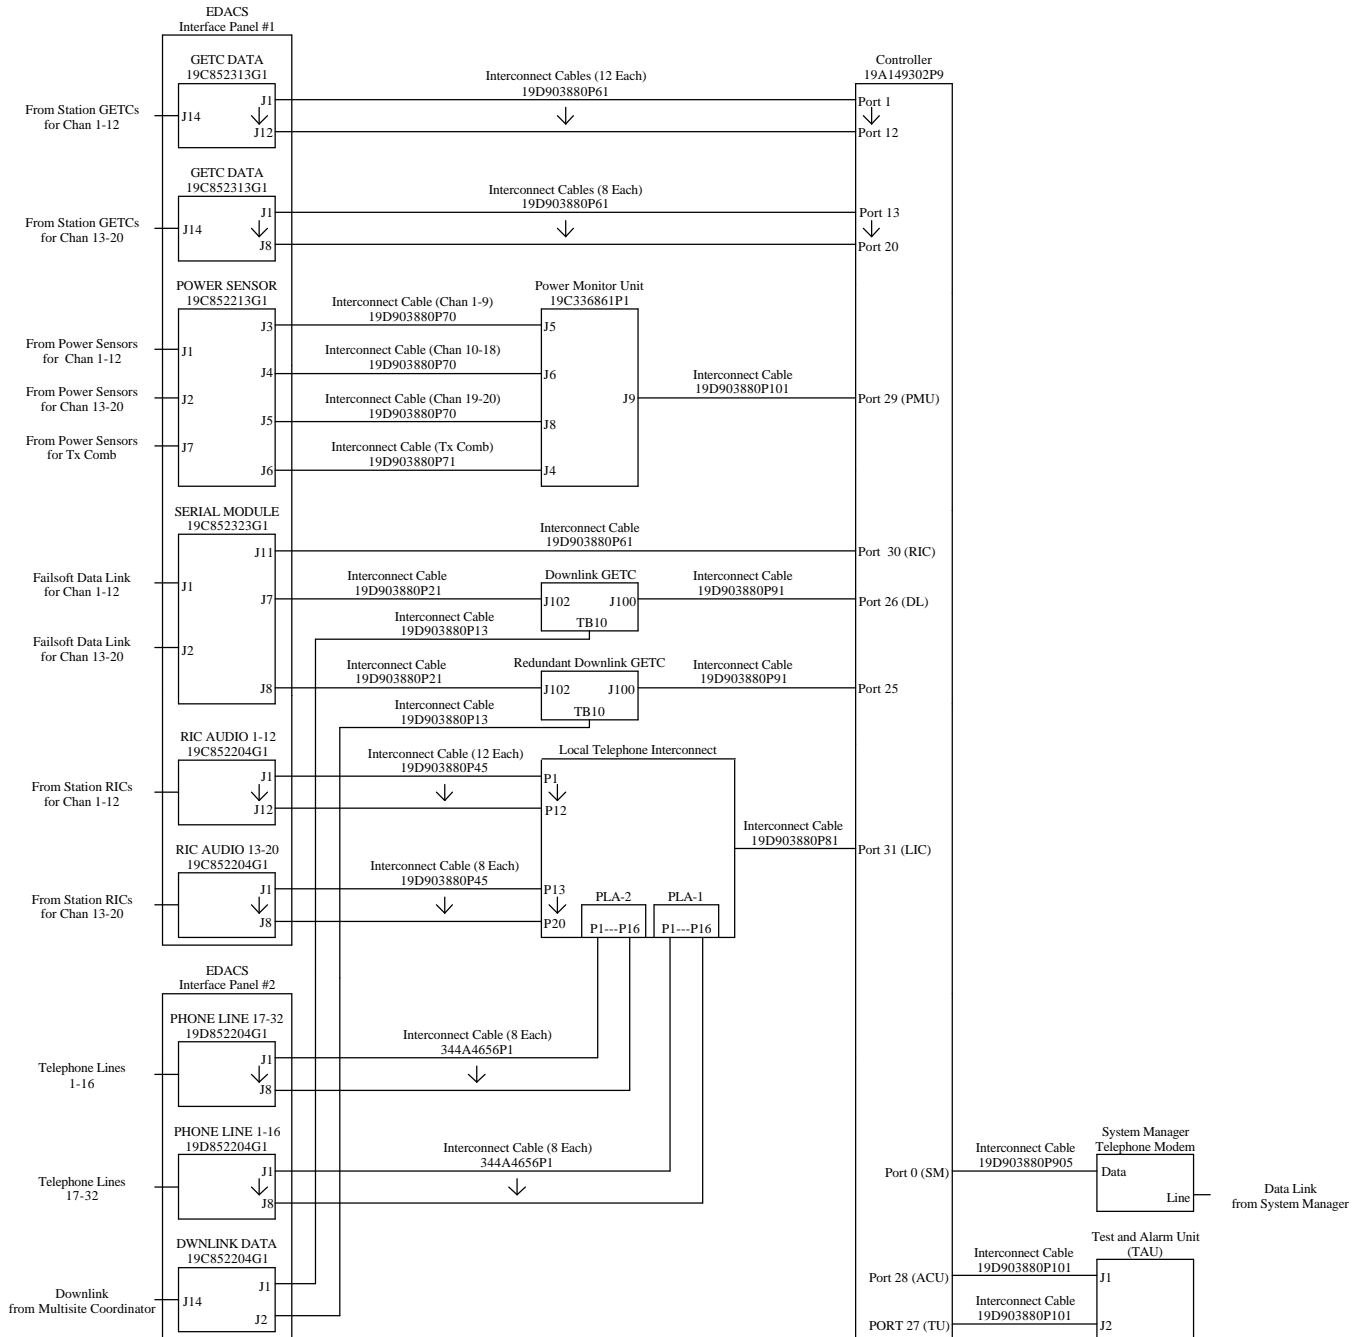 EDACS
Interface Panel #1
GETC DATA
19C852313G1
From Station GETCs
for Chan 1-12
J14
J1
J12
Interconnect Cables (12 Each)
19D903880P61
Controller
19A149302P9
Port 1
Port 12
GETC DATA
19C852313G1
From Station GETCs
for Chan 13-20
J14
J1
J8
Interconnect Cables (8 Each)
19D903880P61
Port 13
Port 20
POWER SENSOR
19C852213G1
From Power Sensors
for Chan 1-12
From Power Sensors
for Chan 13-20
From Power Sensors
for Tx Comb
J1
J2
J7
J3
J4
J5
J6
Interconnect Cable (Chan 1-9)
19D903880P70
Interconnect Cable (Chan 10-18)
19D903880P70
Interconnect Cable (Chan 19-20)
19D903880P70
Interconnect Cable (Tx Comb)
19D903880P71
Power Monitor Unit
19C336861P1
J5
J6
J8
J4
J9
Interconnect Cable
19D903880P101
Port 29 (PMU)
SERIAL MODULE
19C852323G1
Failsoft Data Link
for Chan 1-12
Failsoft Data Link
for Chan 13-20
J1
J2
J11
J7
J8
Interconnect Cable
19D903880P61
Port 30 (RIC)
Interconnect Cable
19D903880P21
Downlink GETC
J102
J100
TB10
Interconnect Cable
19D903880P91
Port 26 (DL)
Interconnect Cable
19D903880P13
Interconnect Cable
19D903880P21
Redundant Downlink GETC
J102
J100
TB10
Interconnect Cable
19D903880P91
Port 25
Interconnect Cable
19D903880P13
RIC AUDIO 1-12
19C852204G1
From Station RICs
for Chan 1-12
J1
J12
Interconnect Cable (12 Each)
19D903880P45
Local Telephone Interconnect
P1
P12
Interconnect Cable
19D903880P81
Port 31 (LIC)
RIC AUDIO 13-20
19C852204G1
From Station RICs
for Chan 13-20
J1
J8
Interconnect Cable (8 Each)
19D903880P45
P13
P20
PLA-2
P1---P16
PLA-1
P1---P16
EDACS
Interface Panel #2
PHONE LINE 17-32
19D852204G1
Telephone Lines
1-16
J1
J8
Interconnect Cable (8 Each)
344A4656P1
PHONE LINE 1-16
19D852204G1
Telephone Lines
17-32
J1
J8
Interconnect Cable (8 Each)
344A4656P1
Port 0 (SM)
Interconnect Cable
19D903880P905
System Manager
Telephone Modem
Data
Line
Data Link
from System Manager
DWNLINK DATA
19C852204G1
Downlink
from Multisite Coordinator
J14
J1
J2
Port 28 (ACU)
PORT 27 (TU)
Interconnect Cable
19D903880P101
Interconnect Cable
19D903880P101
Test and Alarm Unit
(TAU)
J1
J2